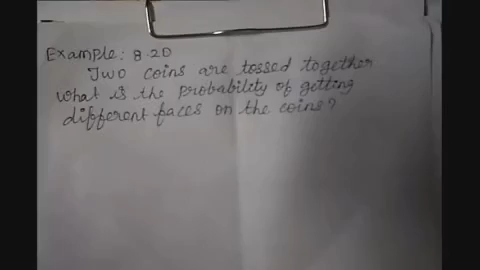 Example: 8.20
Two coins are tossed together
what is the probability of getting
different faces on the coins?